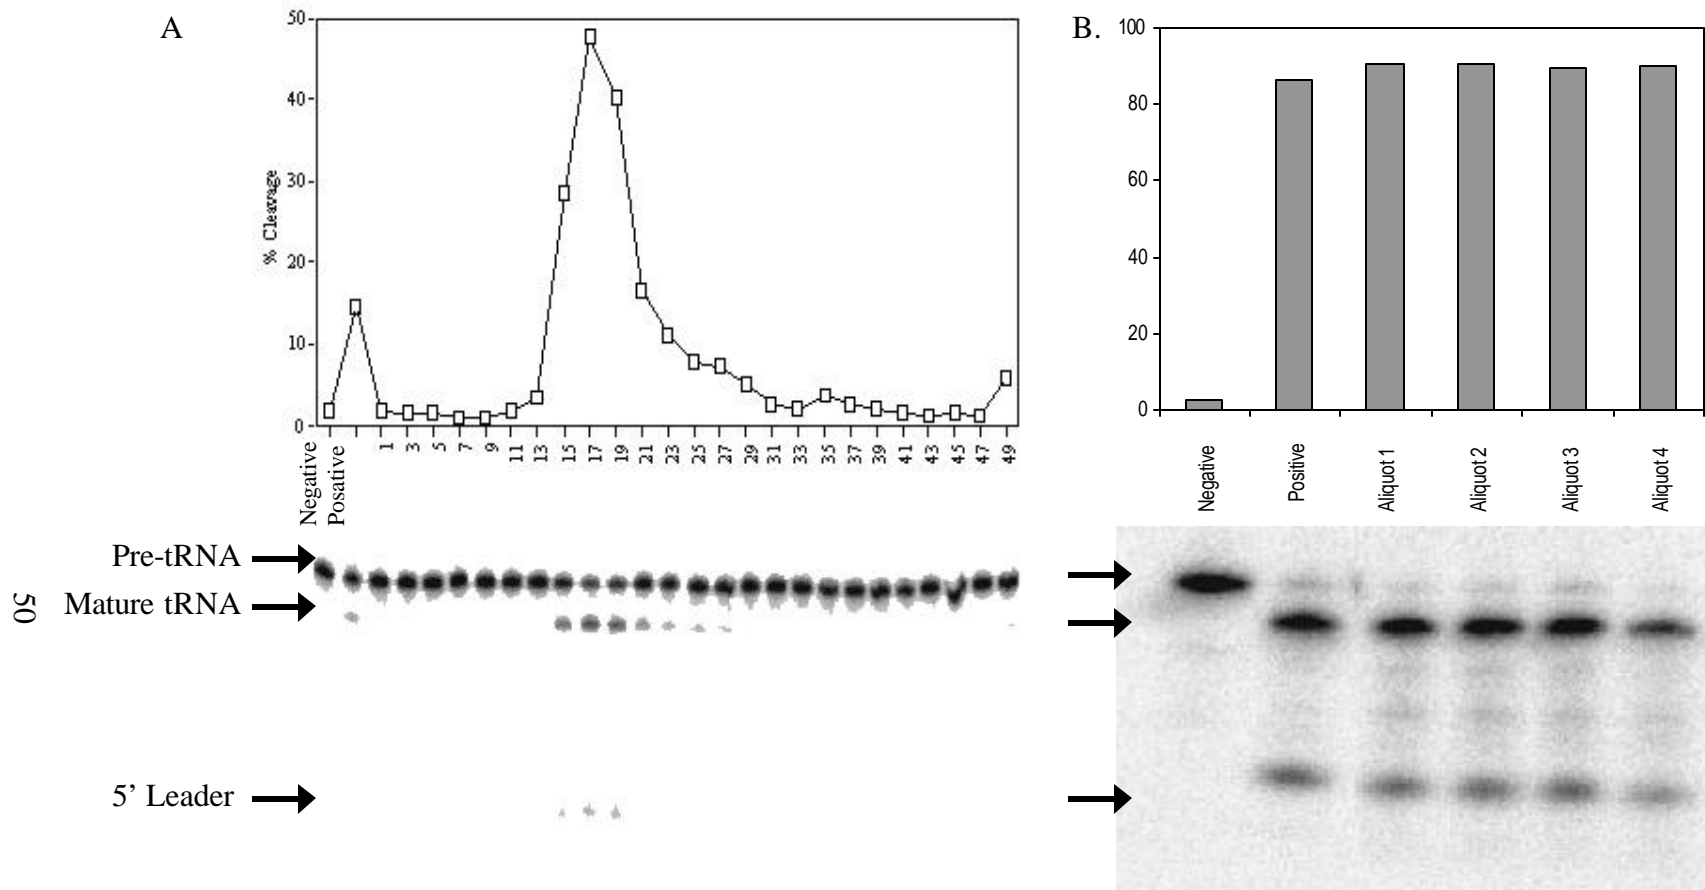 A
50
40
30
20
10
0
% Cleavage
Negative
Posative
1 3 5 7 9 11 13 15 17 19 21 23 25 27 29 31 33 35 37 39 41 43 45 47 49
Pre-tRNA
Mature tRNA
5’ Leader
50
B.
100
80
60
40
20
0
Negative
Positive
Aliquot 1
Aliquot 2
Aliquot 3
Aliquot 4